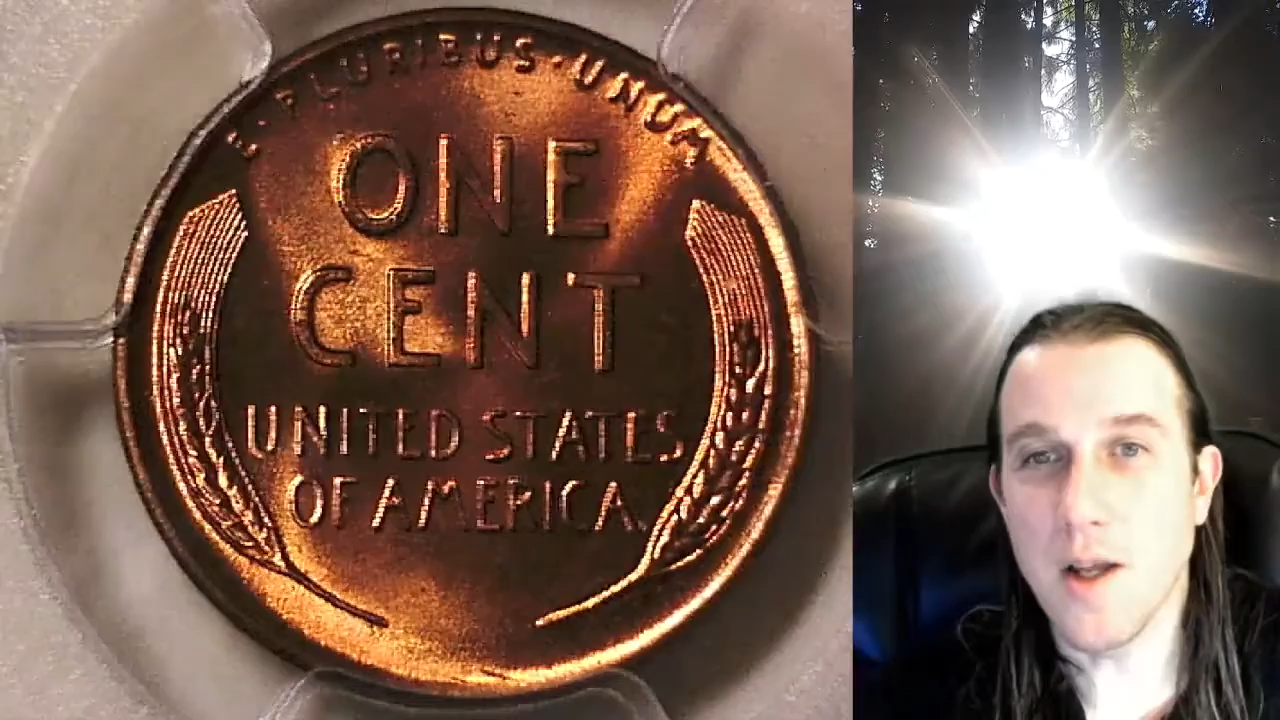 E·PLURIBUS·UNUM
ONE
CENT
UNITED STATES
OF AMERICA